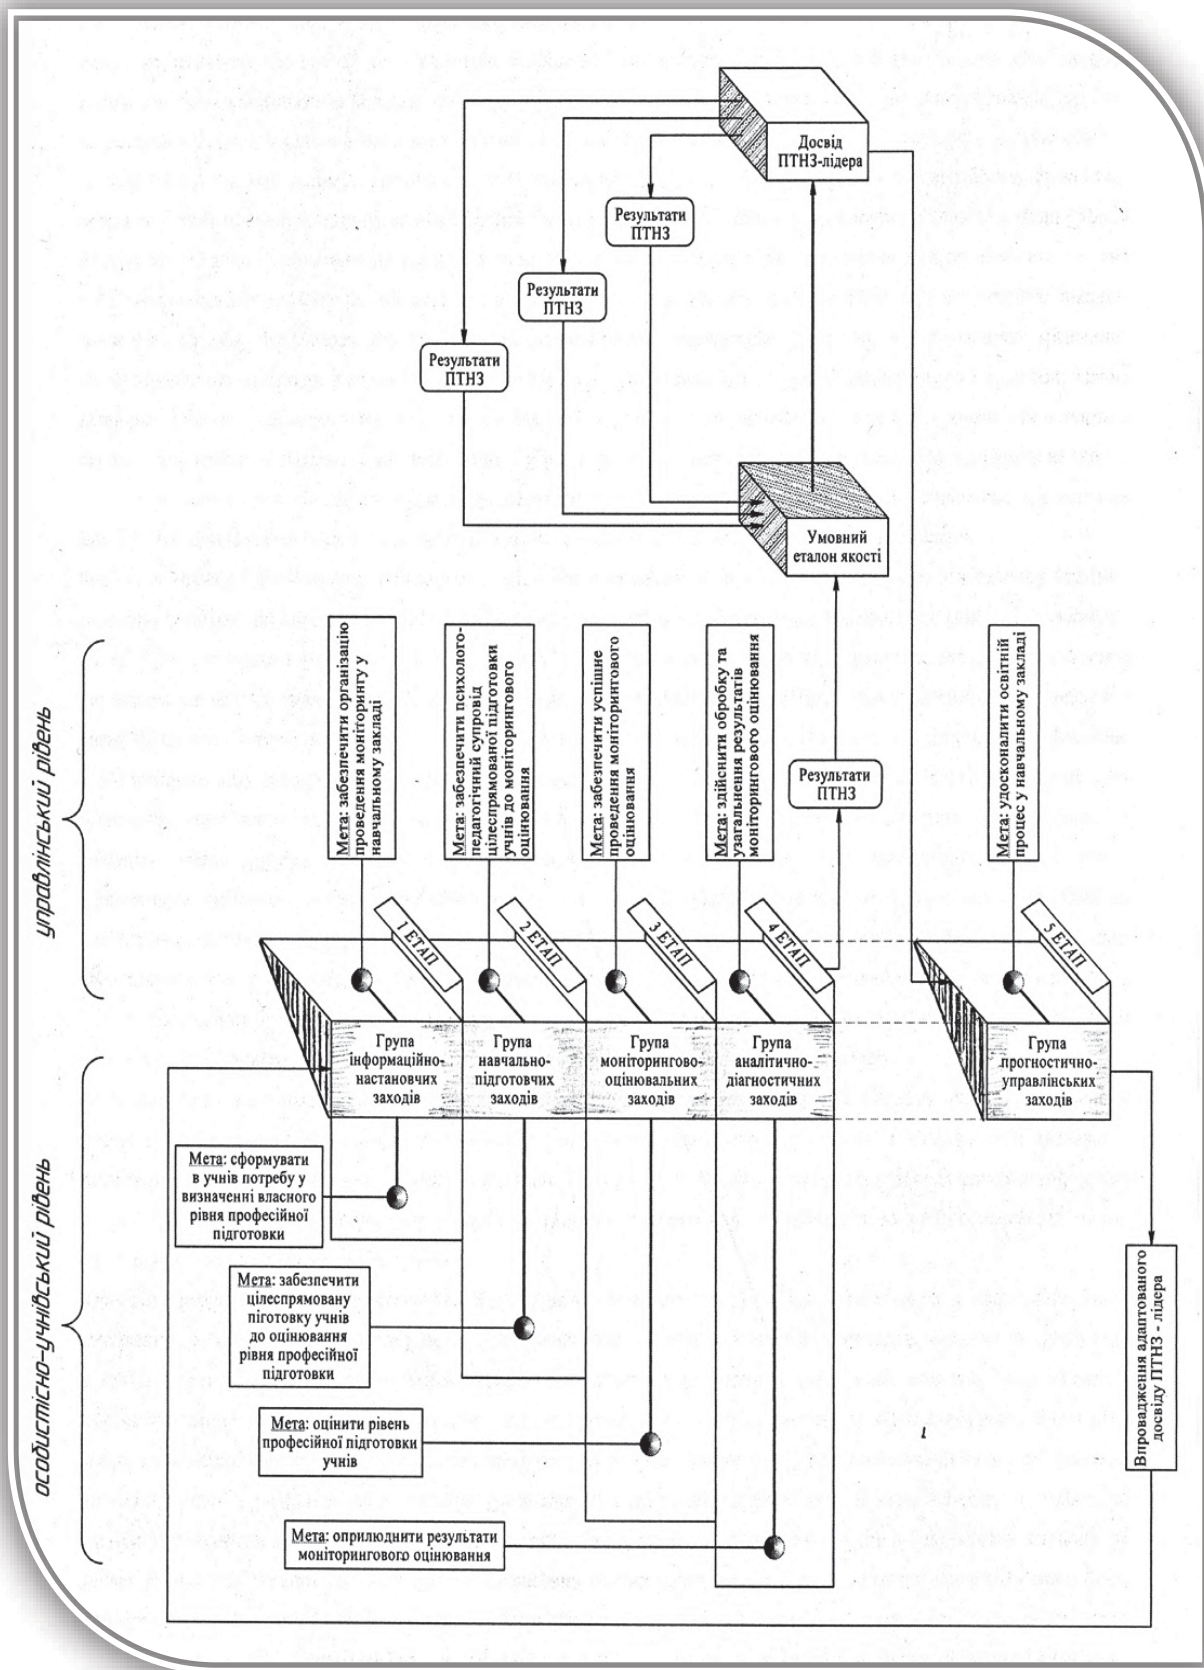 Досвід
ПТНЗ-лідера
Результати
ПТНЗ
Результати
ПТНЗ
Результати
ПТНЗ
Умовний
еталон якості
управлінський рівень
Мета: забезпечити організацію
проведення моніторингу у
навчальному закладі
Мета: забезпечити психолого-
педагогічний супровід
цілеспрямованої підготовки
учнів до моніторингового
оцінювання
Мета: забезпечити успішне
проведення моніторингового
оцінювання
Мета: здійснити обробку та
узагальнення результатів
моніторингового оцінювання
Результати
ПТНЗ
Мета: удосконалити освітній
процес у навчальному закладі
1 ЕТАП
2 ЕТАП
3 ЕТАП
4 ЕТАП
5 ЕТАП
Група
інформаційно-
настановчих
заходів
Група
навчально-
підготовчих
заходів
Група
моніторингово-
оцінювальних
заходів
Група
аналітично-
діагностичних
заходів
Група
прогностично-
управлінських
заходів
особистісно-учнівський рівень
Мета: сформувати
в учнів потребу у
визначенні власного
рівня професійної
підготовки
Мета: забезпечити
цілеспрямовану
піготовку учнів
до оцінювання
рівня професійної
підготовки
Мета: оцінити рівень
професійної підготовки
учнів
Мета: оприлюднити результати
моніторингового оцінювання
Впровадження адаптованого
досвіду ПТНЗ - лідера